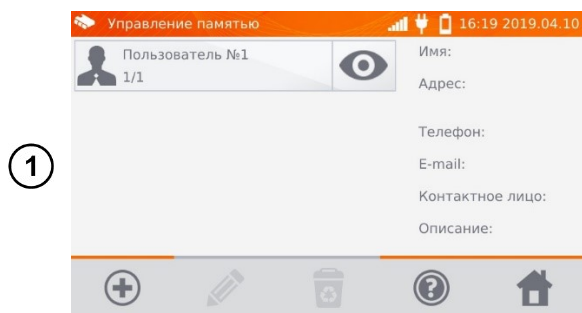 Управление памятью 16:19 2019.04.10
Пользователь №1
1/1
Имя:
Адрес:
Телефон:
E-mail:
Контактное лицо:
Описание:
1